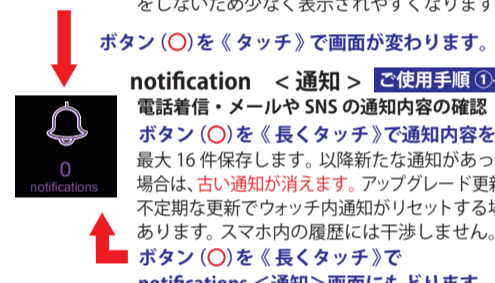 をしないため少なく表示されやすくなります
ボタン(○)を《 タッチ 》で画面が変わります。
notification < 通知 > ご使用手順 ①
電話着信・メールや SNS の通知内容の確認
ボタン(○)を《 長くタッチ 》で通知内容を
最大 16 件保存します。以降新たな通知があっ
場合は、古い通知が消えます。アップグレード更新
不定期な更新でウォッチ内通知がリセットする場
あります。スマホ内の履歴には干渉しません。
0
notifications
ボタン(○)を《 長くタッチ 》で
notifications <通知>画面にもどります